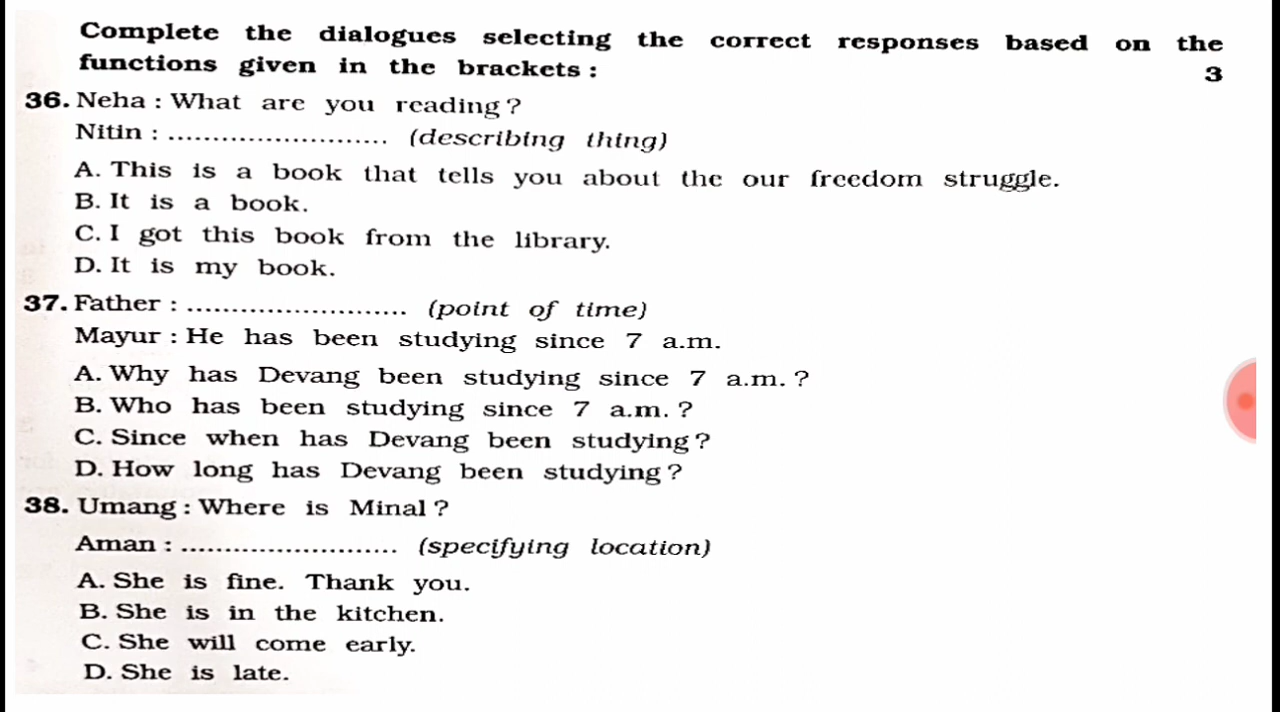 Complete the dialogues selecting the correct responses based on the
functions given in the brackets : 3
36. Neha : What are you reading ?
Nitin : ......................... (describing thing)
A. This is a book that tells you about the our freedom struggle.
B. It is a book.
C. I got this book from the library.
D. It is my book.
37. Father : ......................... (point of time)
Mayur : He has been studying since 7 a.m.
A. Why has Devang been studying since 7 a.m. ?
B. Who has been studying since 7 a.m. ?
C. Since when has Devang been studying ?
D. How long has Devang been studying ?
38. Umang : Where is Minal ?
Aman : ......................... (specifying location)
A. She is fine. Thank you.
B. She is in the kitchen.
C. She will come early.
D. She is late.